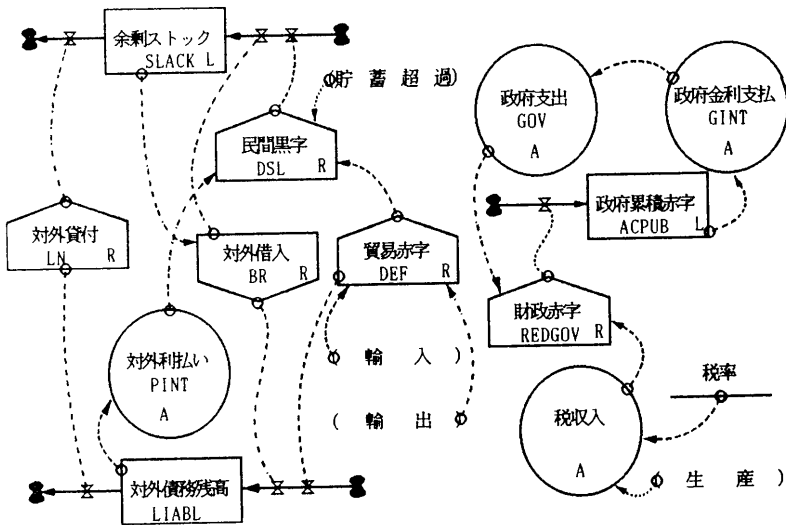 余剰ストック
SLACK L
(貯蓄超過)
政府支出
GOV
A
政府金利支払
GINT
A
民間黒字
DSL R
政府累積赤字
ACPUB L
対外貸付
LN R
対外借入
BR R
貿易赤字
DEF R
財政赤字
REDGOV R
対外利払い
PINT
A
(輸入)
(輸出)
税率
税収入
A
(生産)
対外債務残高
LIABL